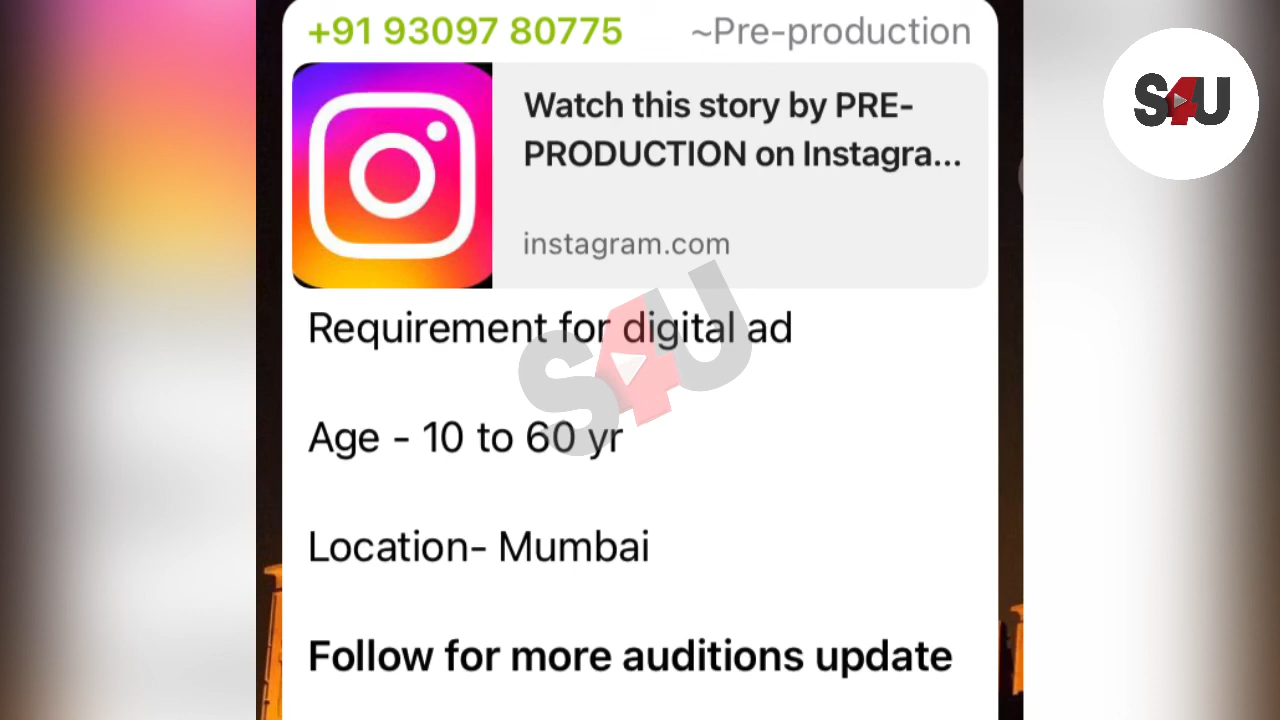 +91 93097 80775 ~Pre-production
S4U
Watch this story by PRE-
PRODUCTION on Instagra...
instagram.com
S4U
Requirement for digital ad
Age - 10 to 60 yr
Location- Mumbai
Follow for more auditions update